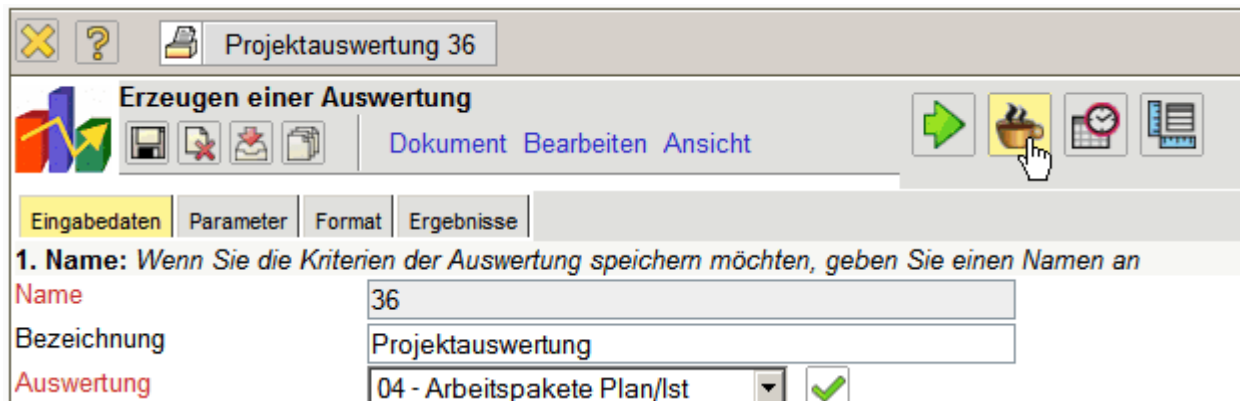 Projektauswertung 36
Erzeugen einer Auswertung
Dokument Bearbeiten Ansicht
Eingabedaten Parameter Format Ergebnisse
1. Name: Wenn Sie die Kriterien der Auswertung speichern möchten, geben Sie einen Namen an
Name 36
Bezeichnung Projektauswertung
Auswertung 04 - Arbeitspakete Plan/Ist